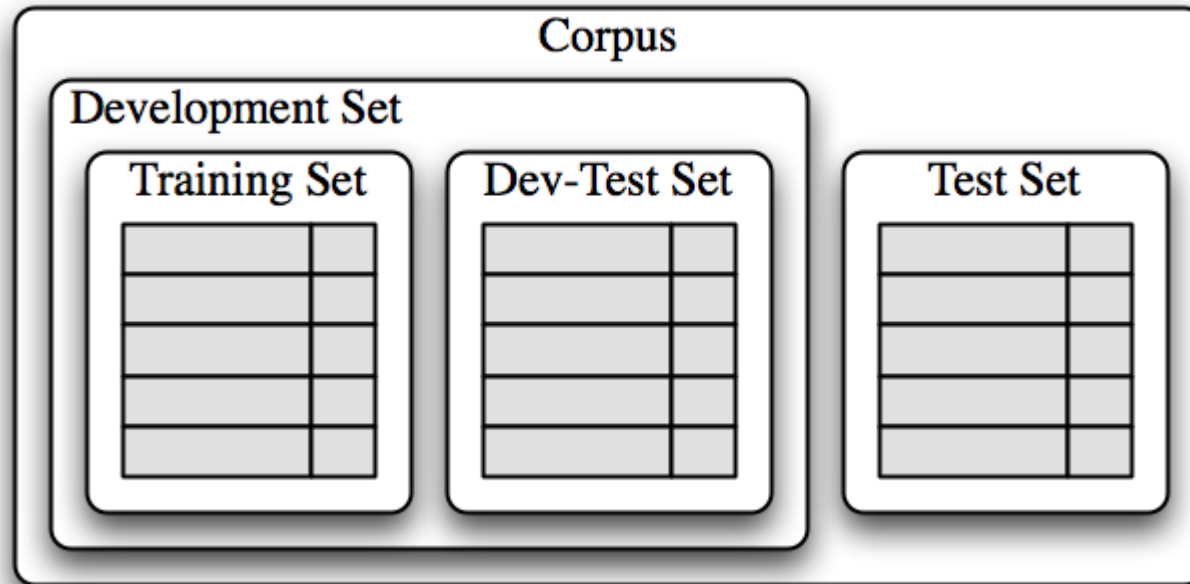 Corpus
Development Set
Training Set
Dev-Test Set
Test Set